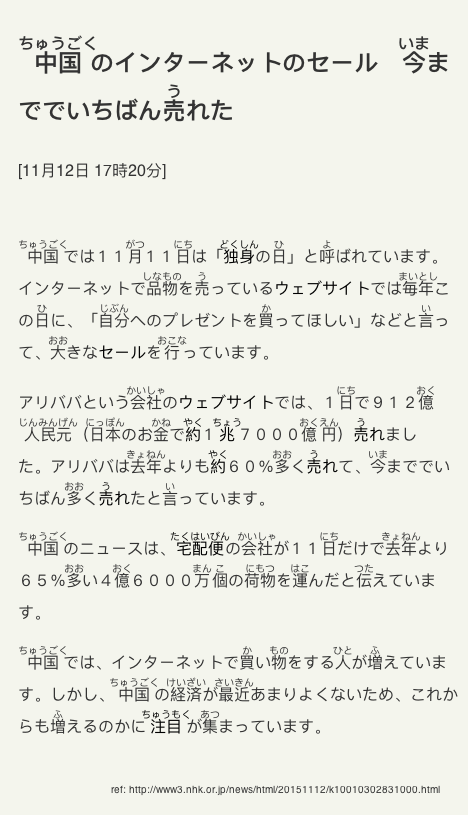 中国のインターネットのセール　今ま
ででいちばん売れた
[11月12日 17時20分]
中国では１１月１１日は「独身の日」と呼ばれています。
インターネットで品物を売っているウェブサイトでは毎年こ
の日に、「自分へのプレゼントを買ってほしい」などと言っ
て、大きなセールを行っています。
アリババという会社のウェブサイトでは、１日で９１２億
人民元（日本のお金で約１兆７０００億円）売れまし
た。アリババは去年よりも約６０%多く売れて、今まででい
ちばん多く売れたと言っています。
中国のニュースは、宅配便の会社が１１日だけで去年より
６５%多い４億６０００万個の荷物を運んだと伝えていま
す。
中国では、インターネットで買い物をする人が増えていま
す。しかし、中国の経済が最近あまりよくないため、これか
らも増えるのかに注目が集まっています。
ref: http://www3.nhk.or.jp/news/html/20151112/k10010302831000.html